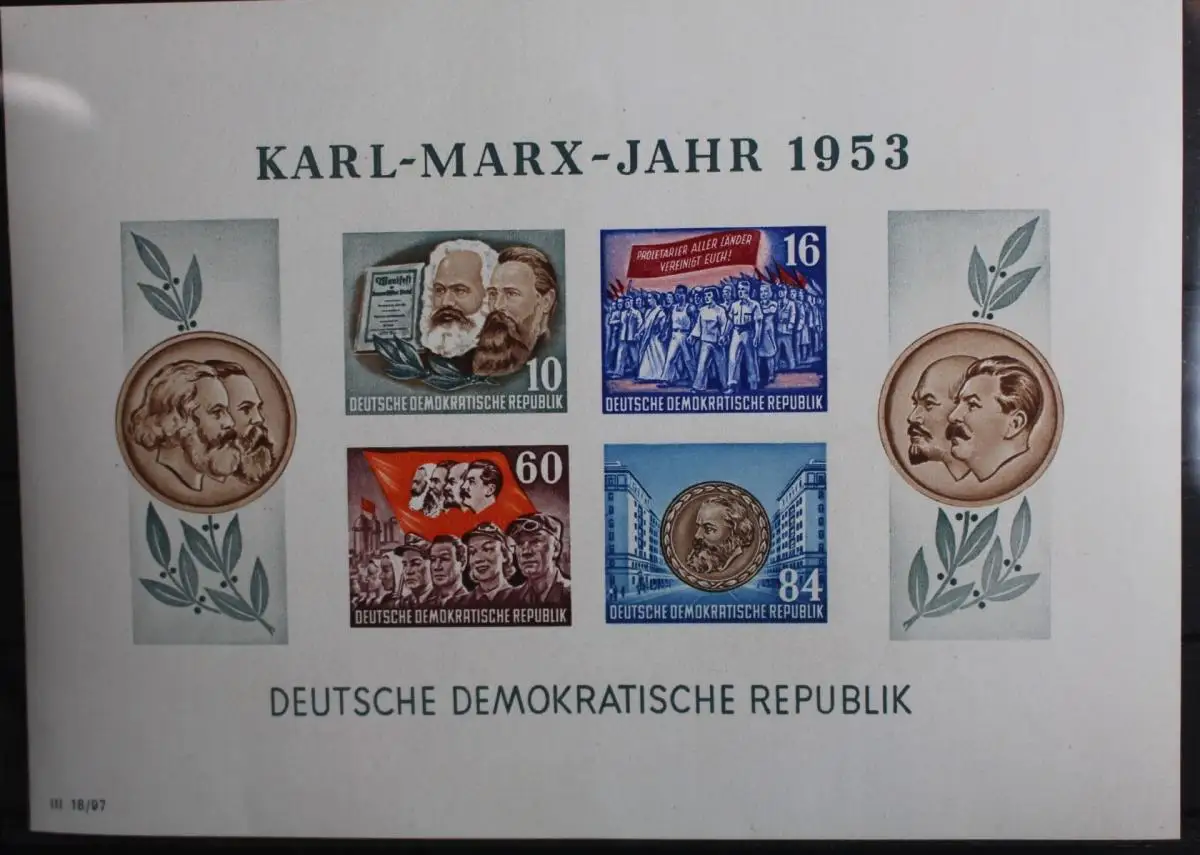 KARL-MARX-JAHR 1953
Manifest
10
DEUTSCHE DEMOKRATISCHE REPUBLIK
PROLETARIER ALLER LÄNDER
VEREINIGT EUCH!
16
DEUTSCHE DEMOKRATISCHE REPUBLIK
60
DEUTSCHE DEMOKRATISCHE REPUBLIK
84
DEUTSCHE DEMOKRATISCHE REPUBLIK
DEUTSCHE DEMOKRATISCHE REPUBLIK
III 18/97